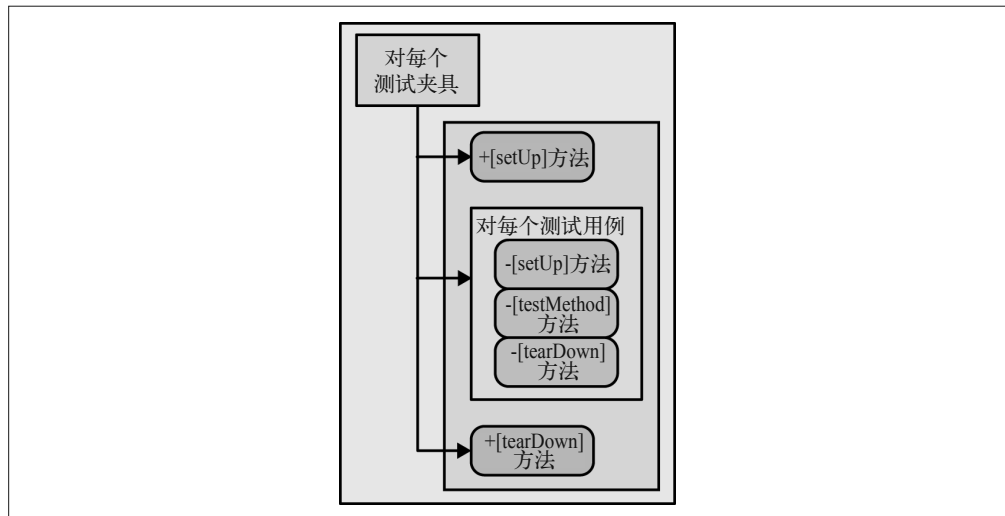 对每个
测试夹具
+[setUp]方法
对每个测试用例
-[setUp]方法
-[testMethod]
方法
-[tearDown]
方法
+[tearDown]
方法